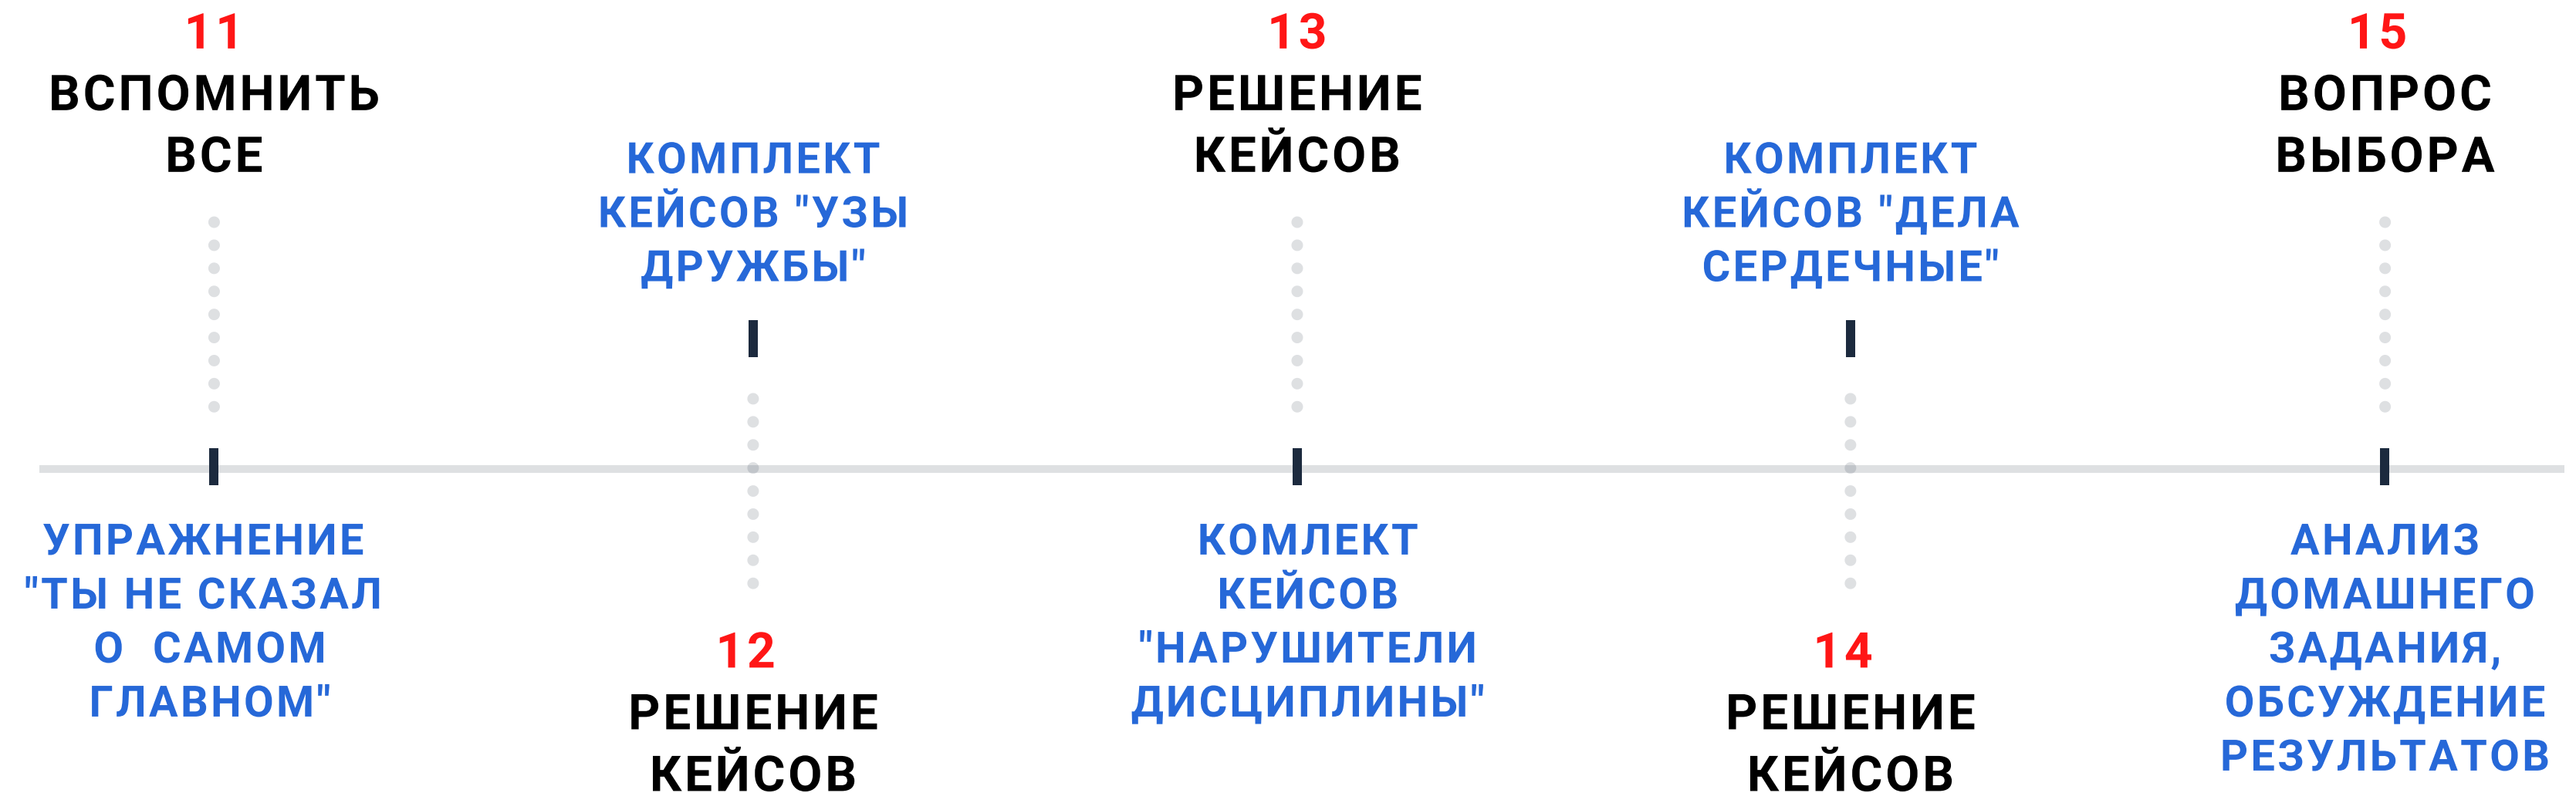 11
ВСПОМНИТЬ
ВСЕ
УПРАЖНЕНИЕ
"ТЫ НЕ СКАЗАЛ
О САМОМ
ГЛАВНОМ"
КОМПЛЕКТ
КЕЙСОВ "УЗЫ
ДРУЖБЫ"
12
РЕШЕНИЕ
КЕЙСОВ
13
РЕШЕНИЕ
КЕЙСОВ
КОМЛЕКТ
КЕЙСОВ
"НАРУШИТЕЛИ
ДИСЦИПЛИНЫ"
КОМПЛЕКТ
КЕЙСОВ "ДЕЛА
СЕРДЕЧНЫЕ"
14
РЕШЕНИЕ
КЕЙСОВ
15
ВОПРОС
ВЫБОРА
АНАЛИЗ
ДОМАШНЕГО
ЗАДАНИЯ,
ОБСУЖДЕНИЕ
РЕЗУЛЬТАТОВ